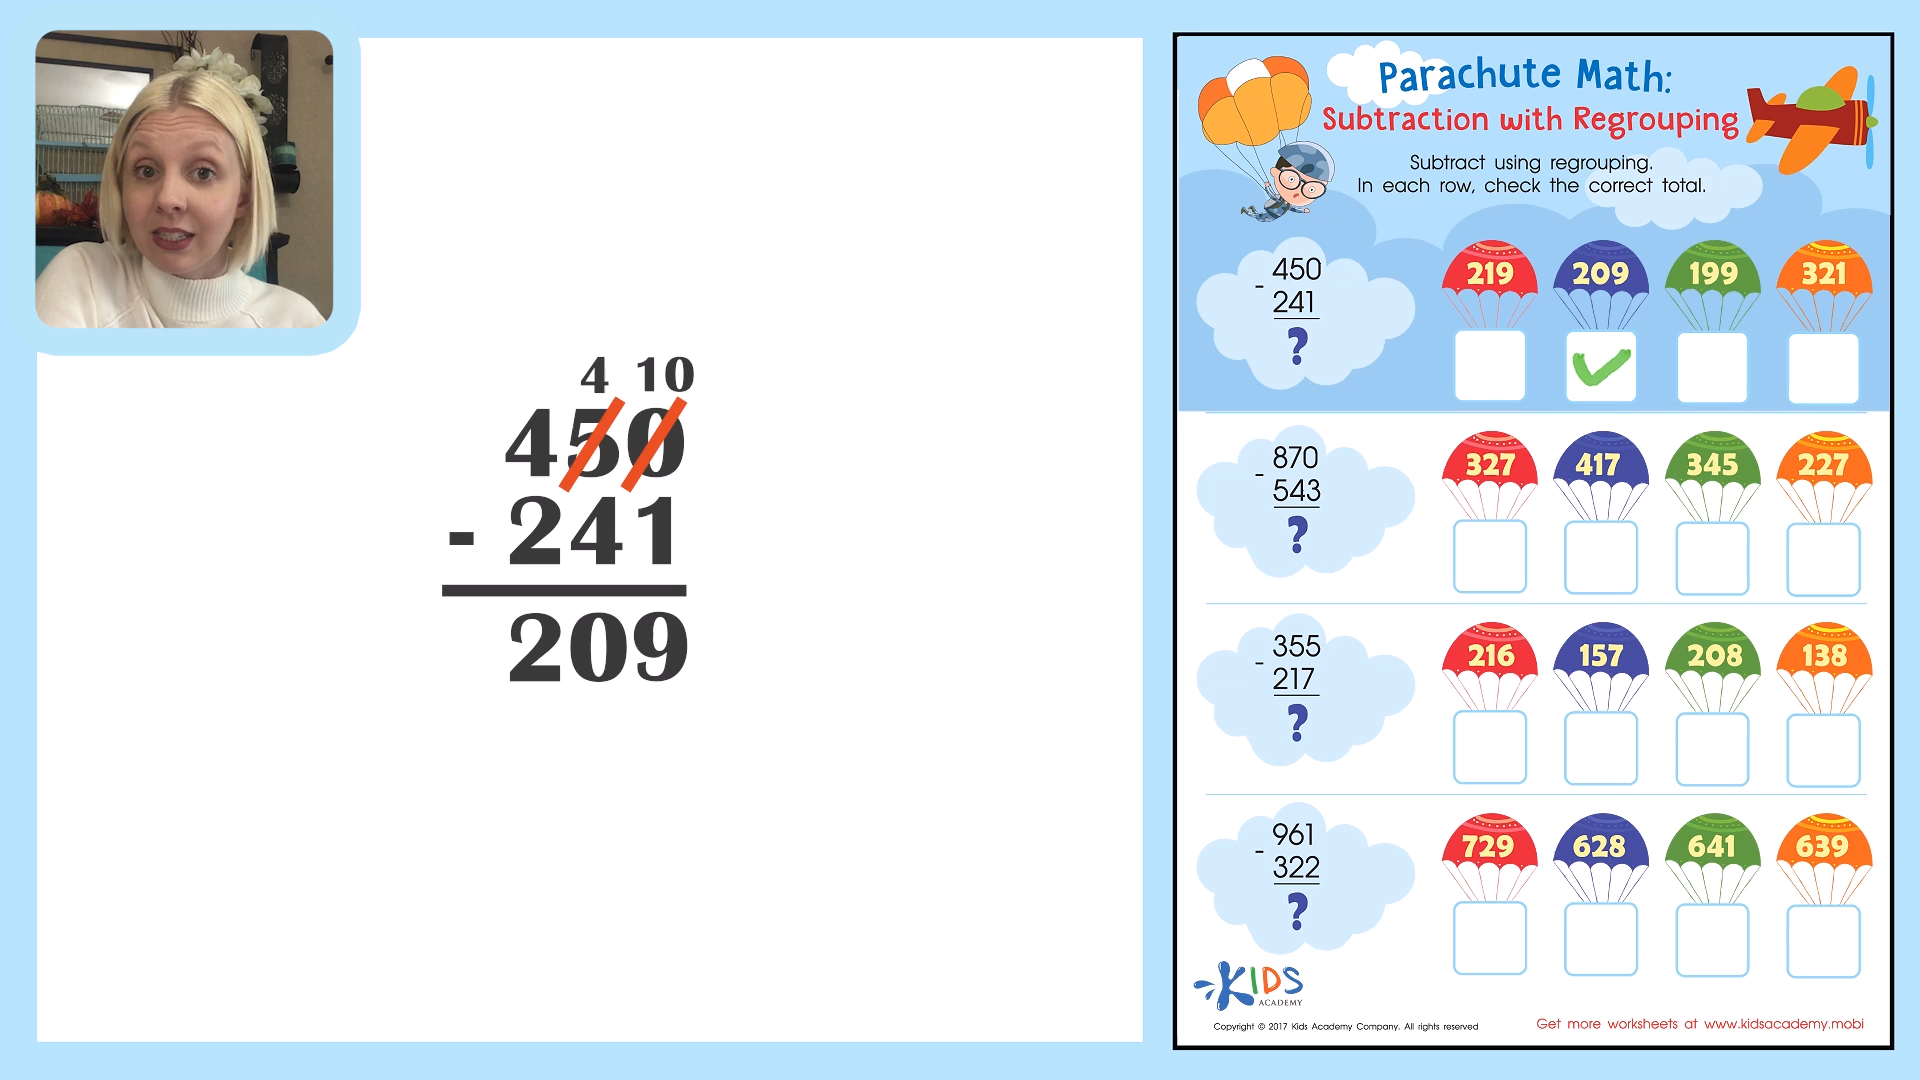 4 10
450
- 241
209
Parachute Math:
Subtraction with Regrouping
Subtract using regrouping.
In each row, check the correct total.
450
- 241
?
219 209 199 321
870
- 543
?
327 417 345 227
355
- 217
?
216 157 208 138
961
- 322
?
729 628 641 639
KIDS
ACADEMY
Copyright © 2017 Kids Academy Company. All rights reserved
Get more worksheets at www.kidsacademy.mobi